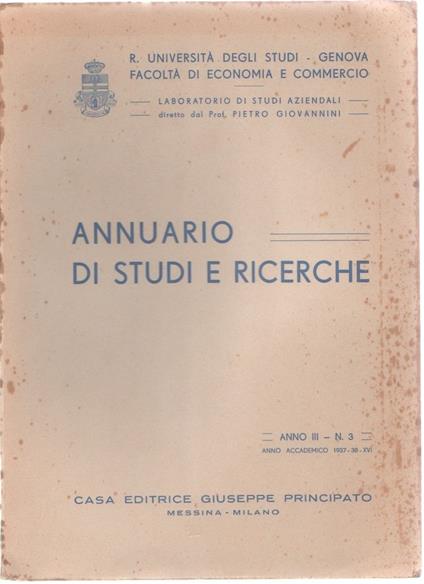 R. UNIVERSITÀ DEGLI STUDI - GENOVA
FACOLTÀ DI ECONOMIA E COMMERCIO
LABORATORIO DI STUDI AZIENDALI
diretto dal Prof. PIETRO GIOVANNINI
ANNUARIO
DI STUDI E RICERCHE
ANNO III - N. 3
ANNO ACCADEMICO 1937-38-XVI
CASA EDITRICE GIUSEPPE PRINCIPATO
MESSINA - MILANO